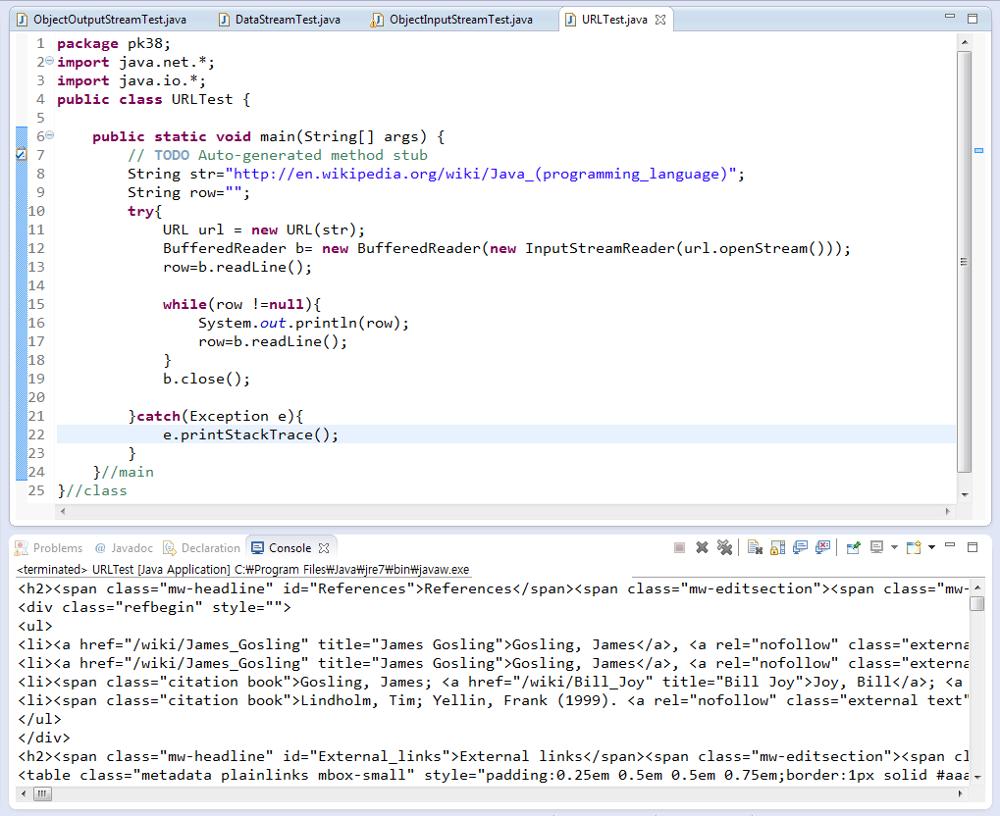 ObjectOutputStreamTest.java DataStreamTest.java ObjectInputStreamTest.java URLTest.java
1 package pk38;
2 import java.net.*;
3 import java.io.*;
4 public class URLTest {
5
6 public static void main(String[] args) {
7 // TODO Auto-generated method stub
8 String str="http://en.wikipedia.org/wiki/Java_(programming_language)";
9 String row="";
10 try{
11 URL url = new URL(str);
12 BufferedReader b= new BufferedReader(new InputStreamReader(url.openStream()));
13 row=b.readLine();
14
15 while(row !=null){
16 System.out.println(row);
17 row=b.readLine();
18 }
19 b.close();
20
21 }catch(Exception e){
22 e.printStackTrace();
23 }
24 }//main
25 }//class
Problems @ Javadoc Declaration Console
<terminated> URLTest [Java Application] C:₩Program Files₩Java₩jre7₩bin₩javaw.exe
<h2><span class="mw-headline" id="References">References</span><span class="mw-editsection"><span class="mw-
<div class="refbegin" style="">
<ul>
<li><a href="/wiki/James_Gosling" title="James Gosling">Gosling, James</a>, <a rel="nofollow" class="externa
<li><a href="/wiki/James_Gosling" title="James Gosling">Gosling, James</a>, <a rel="nofollow" class="externa
<li><span class="citation book">Gosling, James; <a href="/wiki/Bill_Joy" title="Bill Joy">Joy, Bill</a>; <a
<li><span class="citation book">Lindholm, Tim; Yellin, Frank (1999). <a rel="nofollow" class="external text"
</ul>
</div>
<h2><span class="mw-headline" id="External_links">External links</span><span class="mw-editsection"><span cl
<table class="metadata plainlinks mbox-small" style="padding:0.25em 0.5em 0.5em 0.75em;border:1px solid #aaa